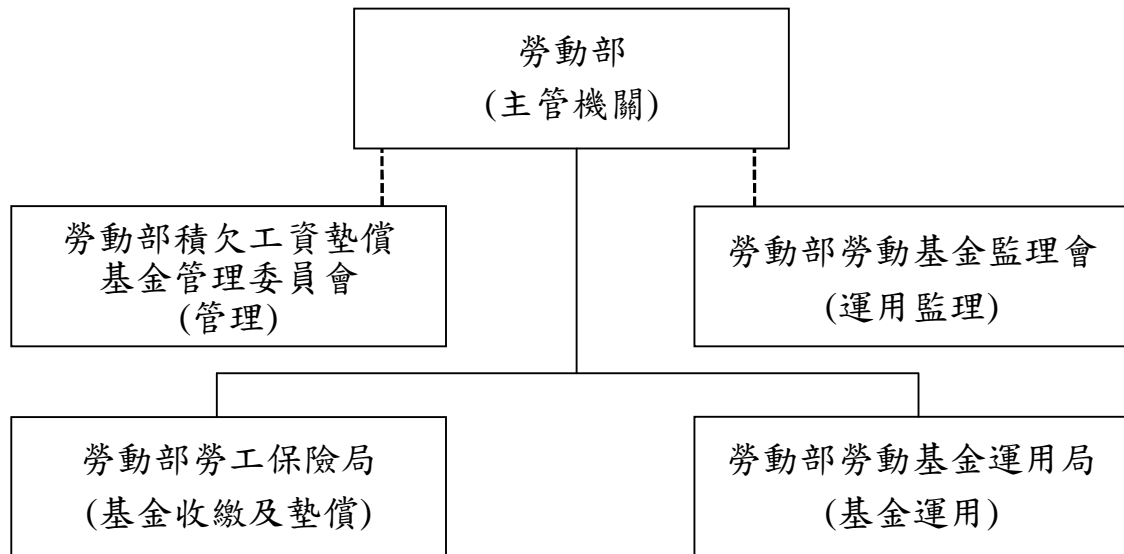 勞動部
(主管機關)
勞動部積欠工資墊償
基金管理委員會
(管理)
勞動部勞動基金監理會
(運用監理)
勞動部勞工保險局
(基金收繳及墊償)
勞動部勞動基金運用局
(基金運用)